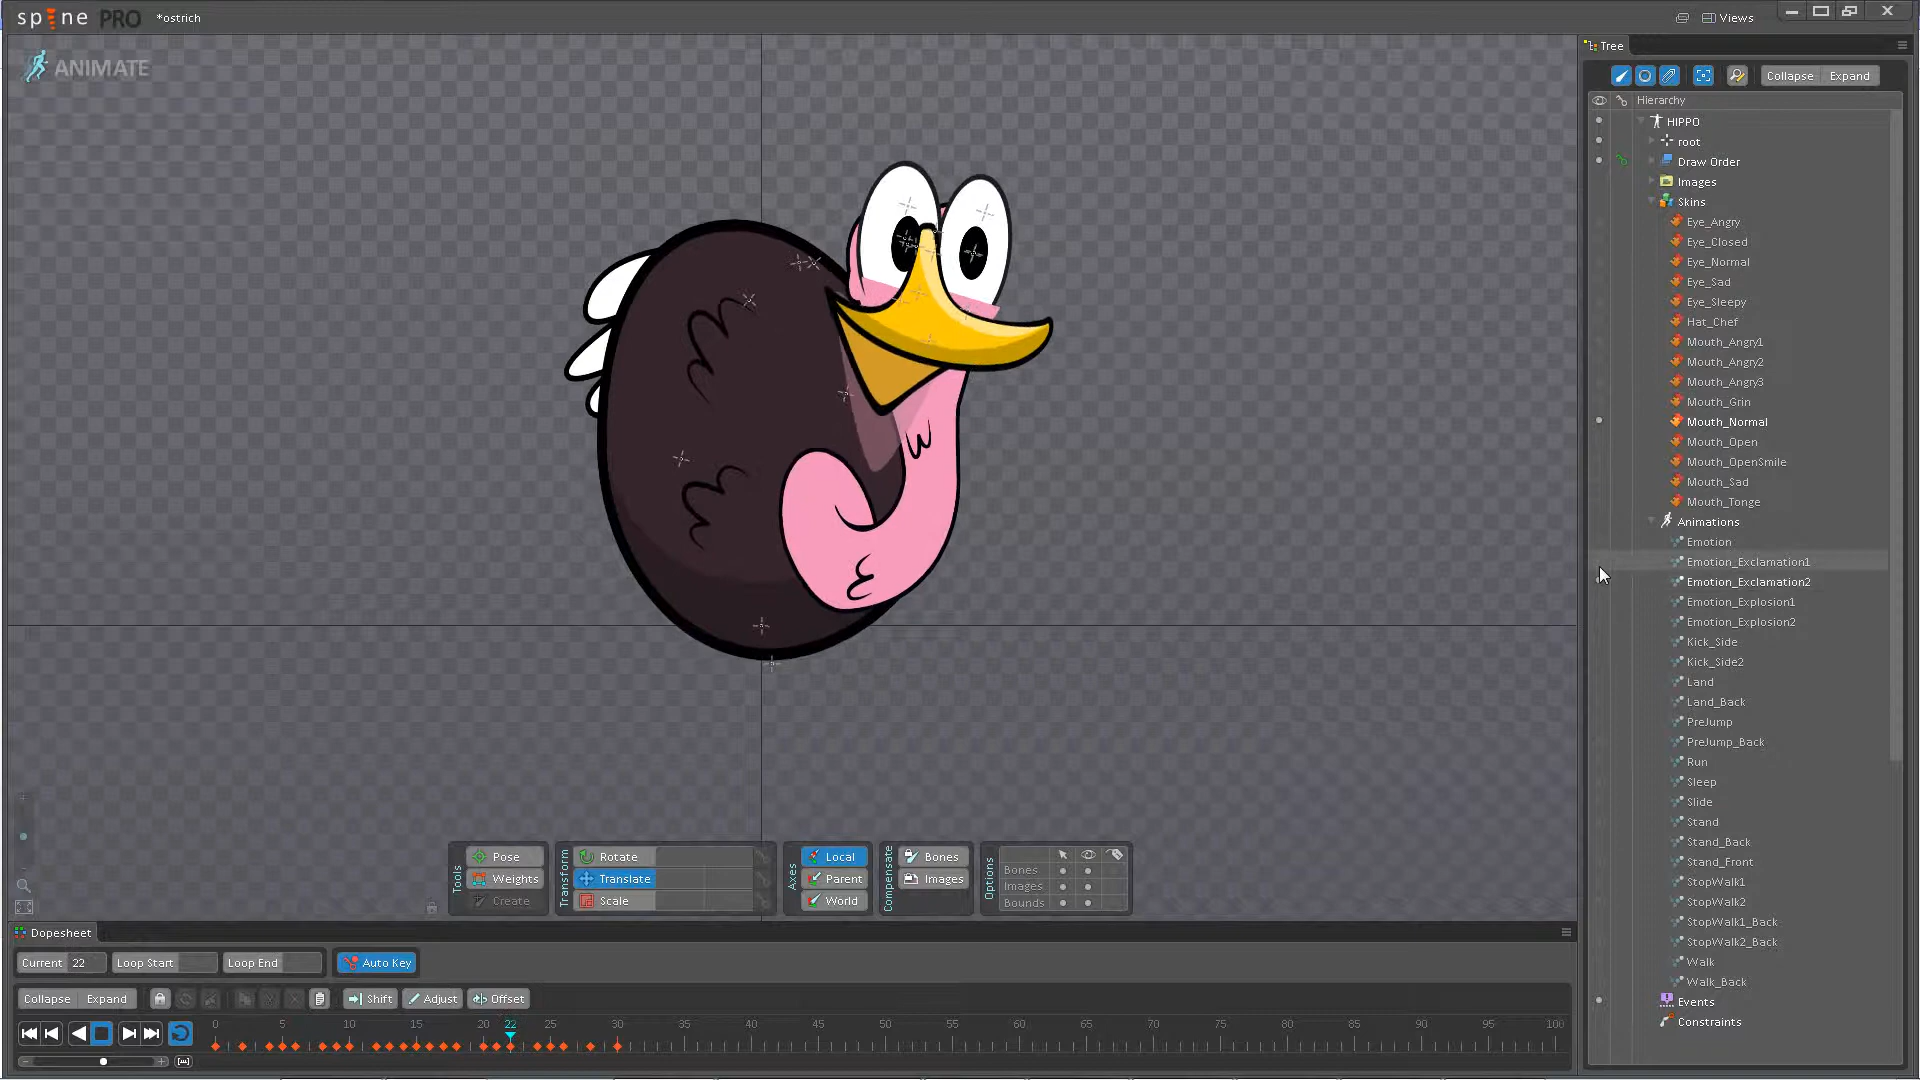 spine PRO *ostrich
Views
ANIMATE
Tree
Collapse Expand
Hierarchy
HIPPO
root
Draw Order
Images
Skins
Eye_Angry
Eye_Closed
Eye_Normal
Eye_Sad
Eye_Sleepy
Hat_Chef
Mouth_Angry1
Mouth_Angry2
Mouth_Angry3
Mouth_Grin
Mouth_Normal
Mouth_Open
Mouth_OpenSmile
Mouth_Sad
Mouth_Tonge
Animations
Emotion
Emotion_Exclamation1
Emotion_Exclamation2
Emotion_Explosion1
Emotion_Explosion2
Kick_Side
Kick_Side2
Land
Land_Back
PreJump
PreJump_Back
Run
Sleep
Slide
Stand
Stand_Back
Stand_Front
StopWalk1
StopWalk2
StopWalk1_Back
StopWalk2_Back
Walk
Walk_Back
Events
Constraints
Tools
Pose
Weights
Create
Transform
Rotate
Translate
Scale
Axes
Local
Parent
World
Compensate
Bones
Images
Options
Bones
Images
Bounds
Dopesheet
Current 22 Loop Start Loop End Auto Key
Collapse Expand Shift Adjust Offset
0 5 10 15 20 22 25 30 35 40 45 50 55 60 65 70 75 80 85 90 95 100